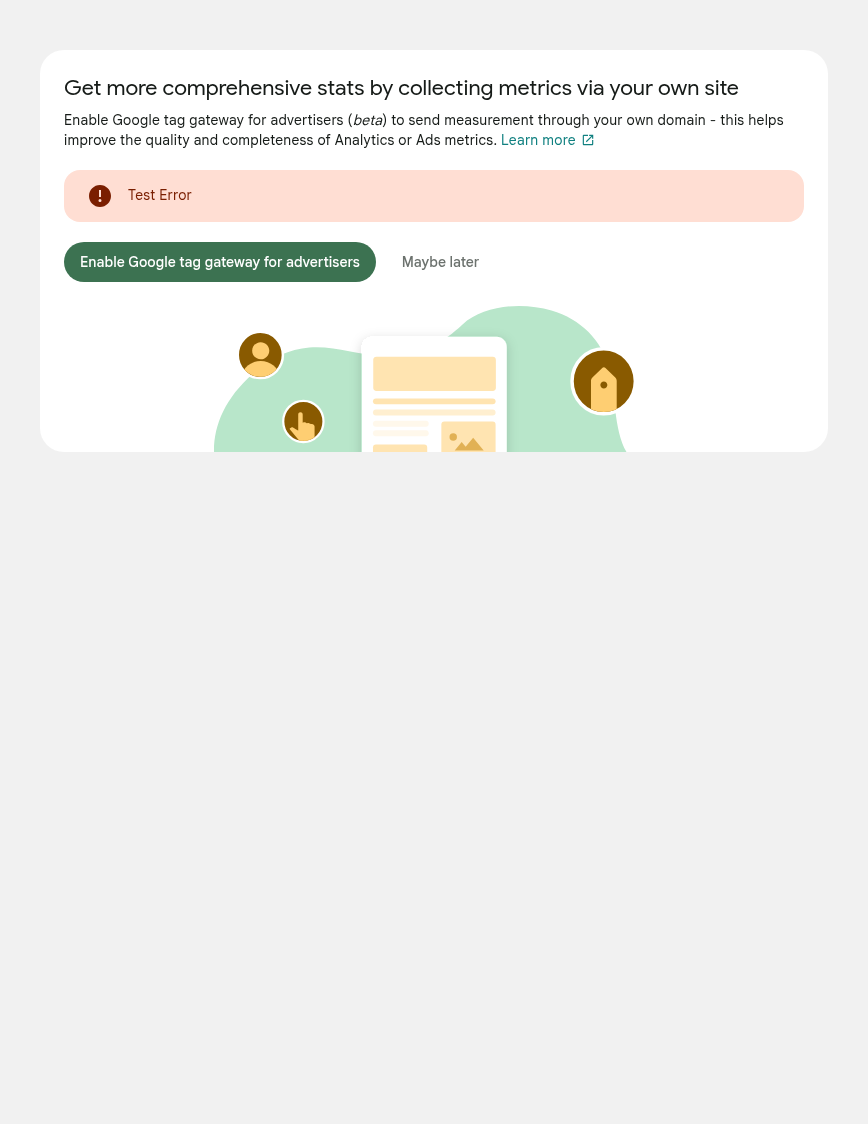 Get more comprehensive stats by collecting metrics via your own site
Enable Google tag gateway for advertisers (beta) to send measurement through your own domain - this helps
improve the quality and completeness of Analytics or Ads metrics. Learn more
Test Error
Enable Google tag gateway for advertisers
Maybe later